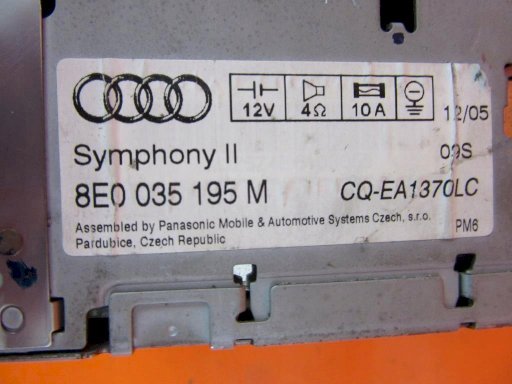 12V 4Ω 10A 12/05
Symphony II 09S
8E0 035 195 M CQ-EA1370LC
Assembled by Panasonic Mobile & Automotive Systems Czech, s.r.o.
Pardubice, Czech Republic PM6